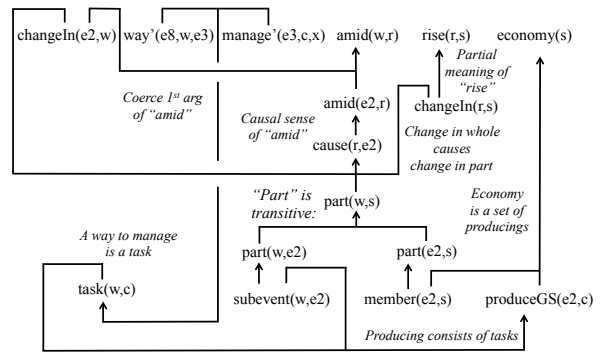 changeIn(e2,w) way’(e8,w,e3) manage’(e3,c,x) amid(w,r) rise(r,s) economy(s)
Partial
meaning of
“rise”
Coerce 1st arg
of “amid”
amid(e2,r)
changeIn(r,s)
Causal sense
of “amid”
cause(r,e2)
Change in whole
causes
change in part
“Part” is
transitive:
part(w,s)
Economy
is a set of
producings
A way to manage
is a task
part(w,e2)
part(e2,s)
task(w,c)
subevent(w,e2)
member(e2,s)
produceGS(e2,c)
Producing consists of tasks